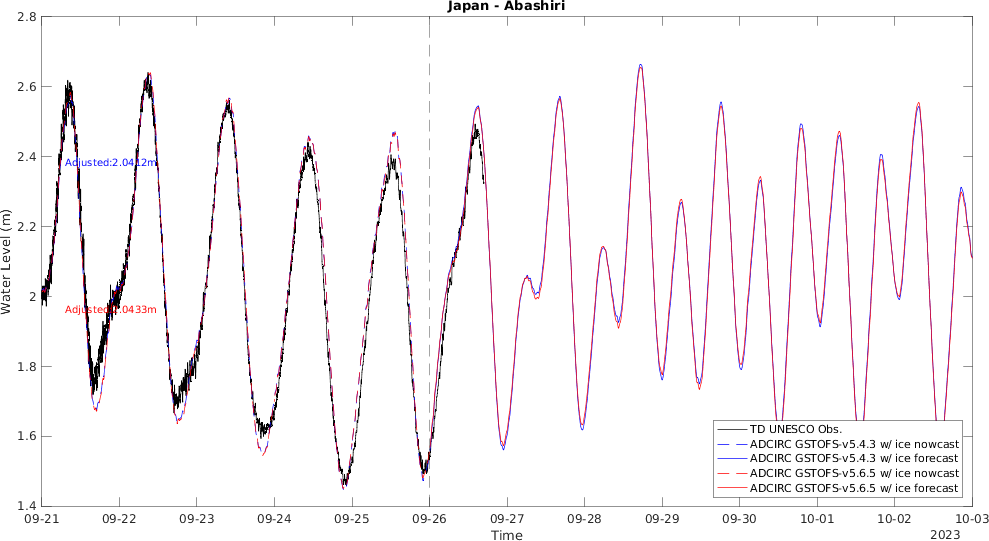 Japan - Abashiri
2.8
2.6
2.4
2.2
2
1.8
1.6
1.4
Water Level (m)
Adjusted:2.0412m
Adjusted:2.0433m
TD UNESCO Obs.
ADCIRC GSTOFS-v5.4.3 w/ ice nowcast
ADCIRC GSTOFS-v5.4.3 w/ ice forecast
ADCIRC GSTOFS-v5.6.5 w/ ice nowcast
ADCIRC GSTOFS-v5.6.5 w/ ice forecast
09-21 09-22 09-23 09-24 09-25 09-26 09-27 09-28 09-29 09-30 10-01 10-02 10-03
Time
2023